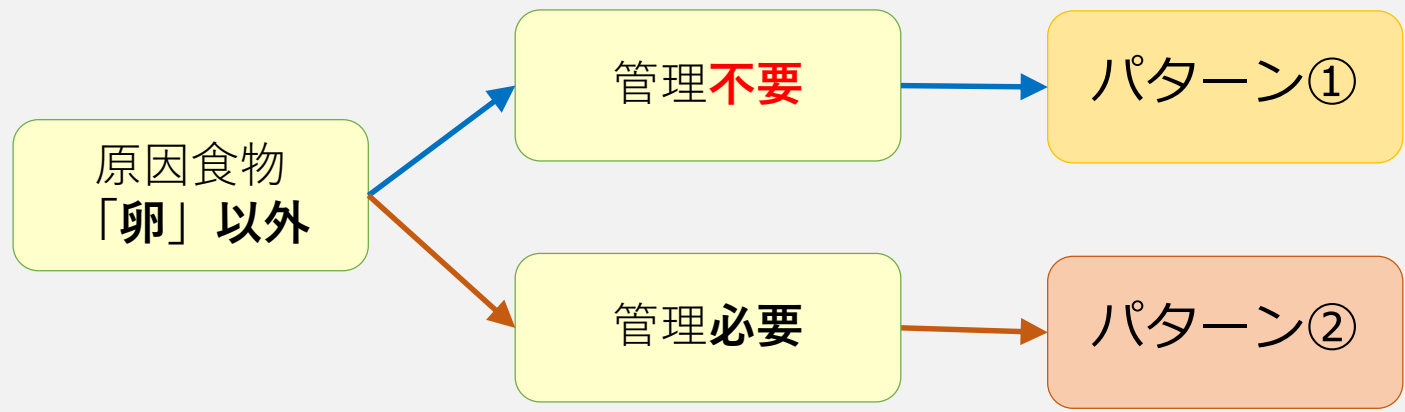 原因食物
「卵」以外
管理不要
パターン①
管理必要
パターン②